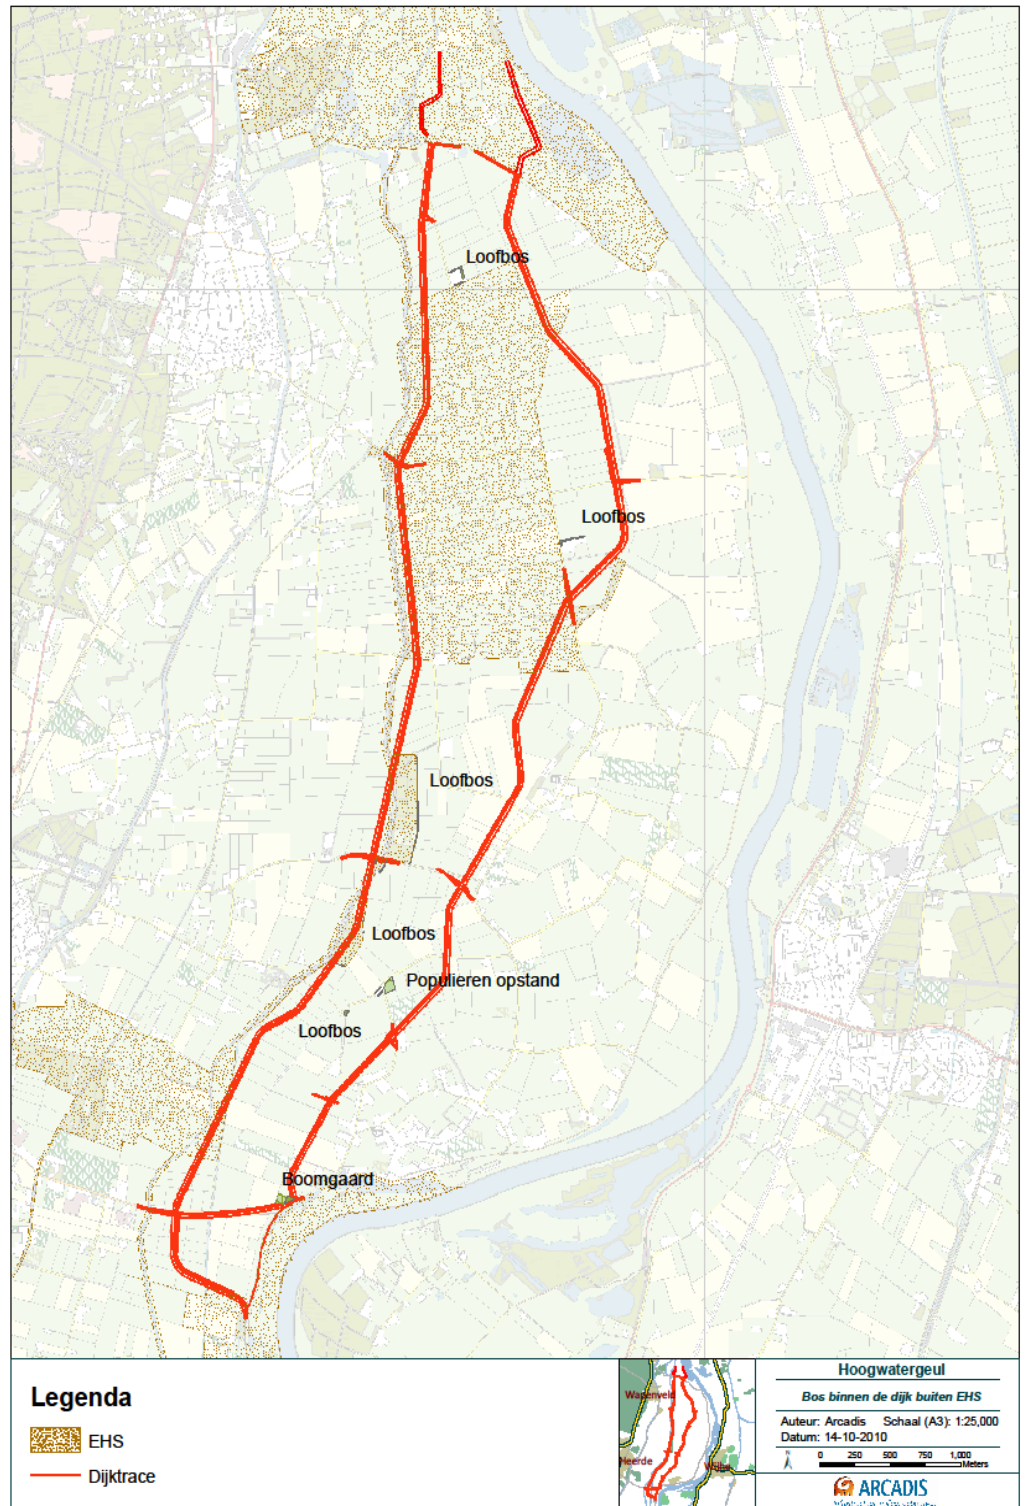 Loofbos
Loofbos
Loofbos
Loofbos
Populieren opstand
Loofbos
Boomgaard
Legenda
EHS
Dijktrace
Wapenveld
Heerde
Wijhe
Hoogwatergeul
Bos binnen de dijk buiten EHS
Auteur: Arcadis Schaal (A3): 1:25,000
Datum: 14-10-2010
N
0 250 500 750 1,000
Meters
ARCADIS